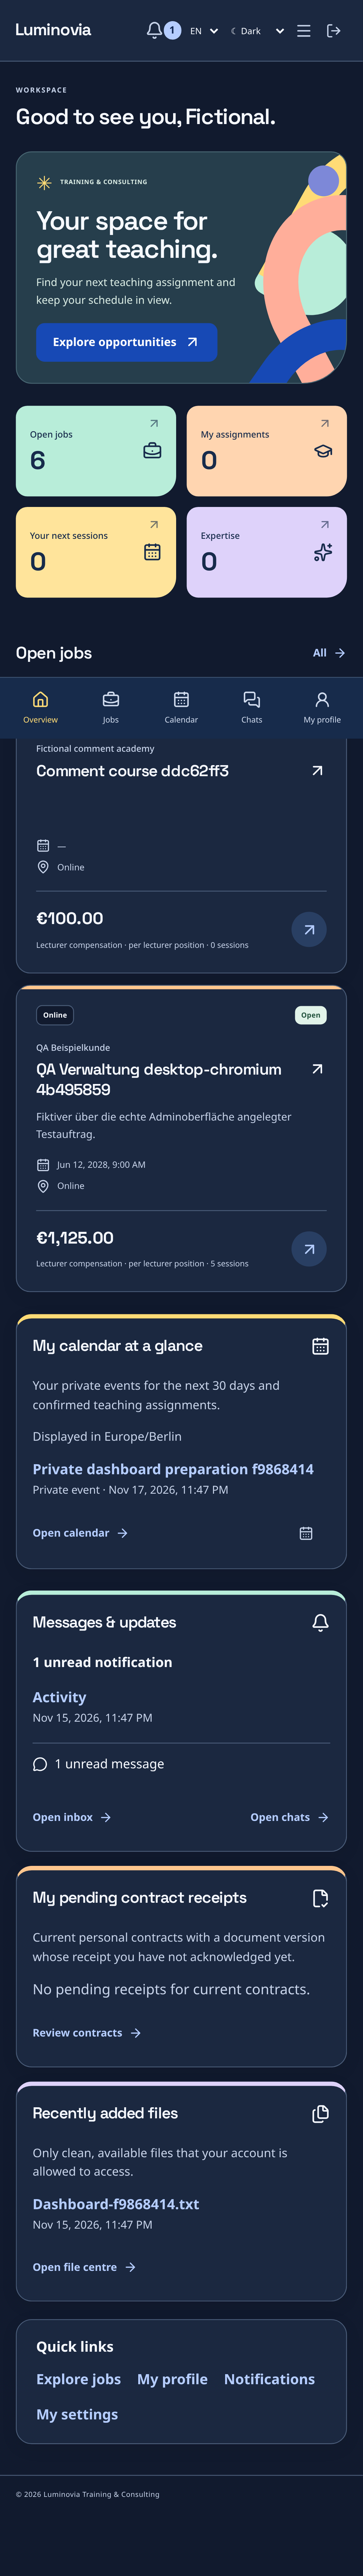 Luminovia
1
EN
Dark
WORKSPACE
Good to see you, Fictional.
TRAINING & CONSULTING
Your space for
great teaching.
Find your next teaching assignment and
keep your schedule in view.
Explore opportunities
Open jobs
6
My assignments
0
Your next sessions
0
Expertise
0
Open jobs
All
Overview
Jobs
Calendar
Chats
My profile
Fictional comment academy
Comment course ddc62ff3
—
Online
€100.00
Lecturer compensation · per lecturer position · 0 sessions
Online
Open
QA Beispielkunde
QA Verwaltung desktop-chromium
4b495859
Fiktiver über die echte Adminoberfläche angelegter
Testauftrag.
Jun 12, 2028, 9:00 AM
Online
€1,125.00
Lecturer compensation · per lecturer position · 5 sessions
My calendar at a glance
Your private events for the next 30 days and
confirmed teaching assignments.
Displayed in Europe/Berlin
Private dashboard preparation f9868414
Private event · Nov 17, 2026, 11:47 PM
Open calendar
Messages & updates
1 unread notification
Activity
Nov 15, 2026, 11:47 PM
1 unread message
Open inbox
Open chats
My pending contract receipts
Current personal contracts with a document version
whose receipt you have not acknowledged yet.
No pending receipts for current contracts.
Review contracts
Recently added files
Only clean, available files that your account is
allowed to access.
Dashboard-f9868414.txt
Nov 15, 2026, 11:47 PM
Open file centre
Quick links
Explore jobs
My profile
Notifications
My settings
© 2026 Luminovia Training & Consulting